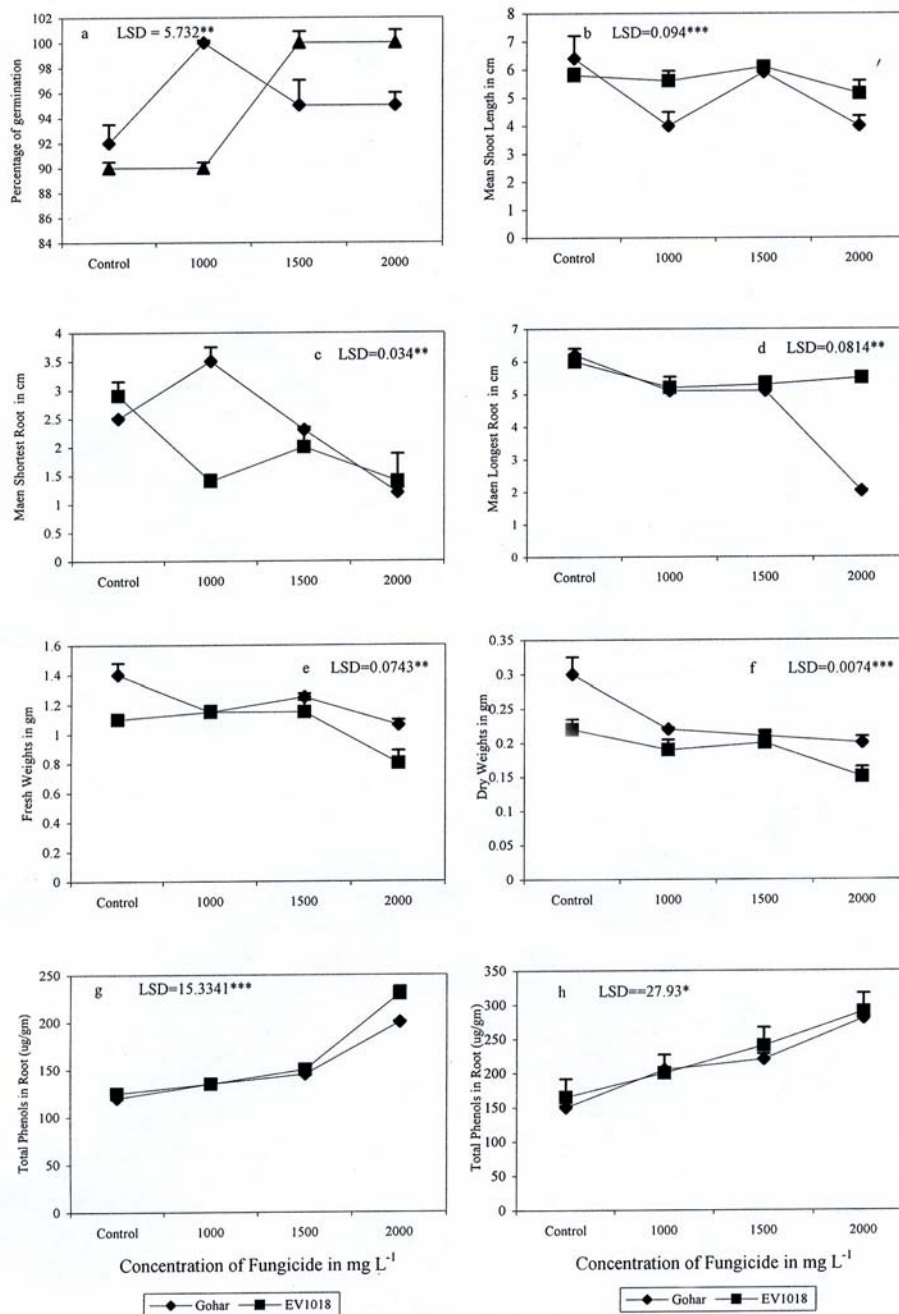 a LSD = 5.732**
Percentage of germination
102
100
98
96
94
92
90
88
86
84
Control 1000 1500 2000
b LSD=0.094***
Mean Shoot Length in cm
8
7
6
5
4
3
2
1
0
Control 1000 1500 2000
c LSD=0.034**
Maen Shortest Root in cm
4
3.5
3
2.5
2
1.5
1
0.5
0
Control 1000 1500 2000
d LSD=0.0814**
Maen Longest Root in cm
7
6
5
4
3
2
1
0
Control 1000 1500 2000
e LSD=0.0743**
Fresh Weights in gm
1.6
1.4
1.2
1
0.8
0.6
0.4
0.2
0
Control 1000 1500 2000
f LSD=0.0074***
Dry Weights in gm
0.35
0.3
0.25
0.2
0.15
0.1
0.05
0
Control 1000 1500 2000
g LSD=15.3341***
Total Phenols in Root (ug/gm)
250
200
150
100
50
0
Control 1000 1500 2000
h LSD==27.93*
Total Phenols in Root (ug/gm)
350
300
250
200
150
100
50
0
Control 1000 1500 2000
Concentration of Fungicide in mg L⁻¹
Concentration of Fungicide in mg L⁻¹
Gohar EV1018
Gohar EV1018